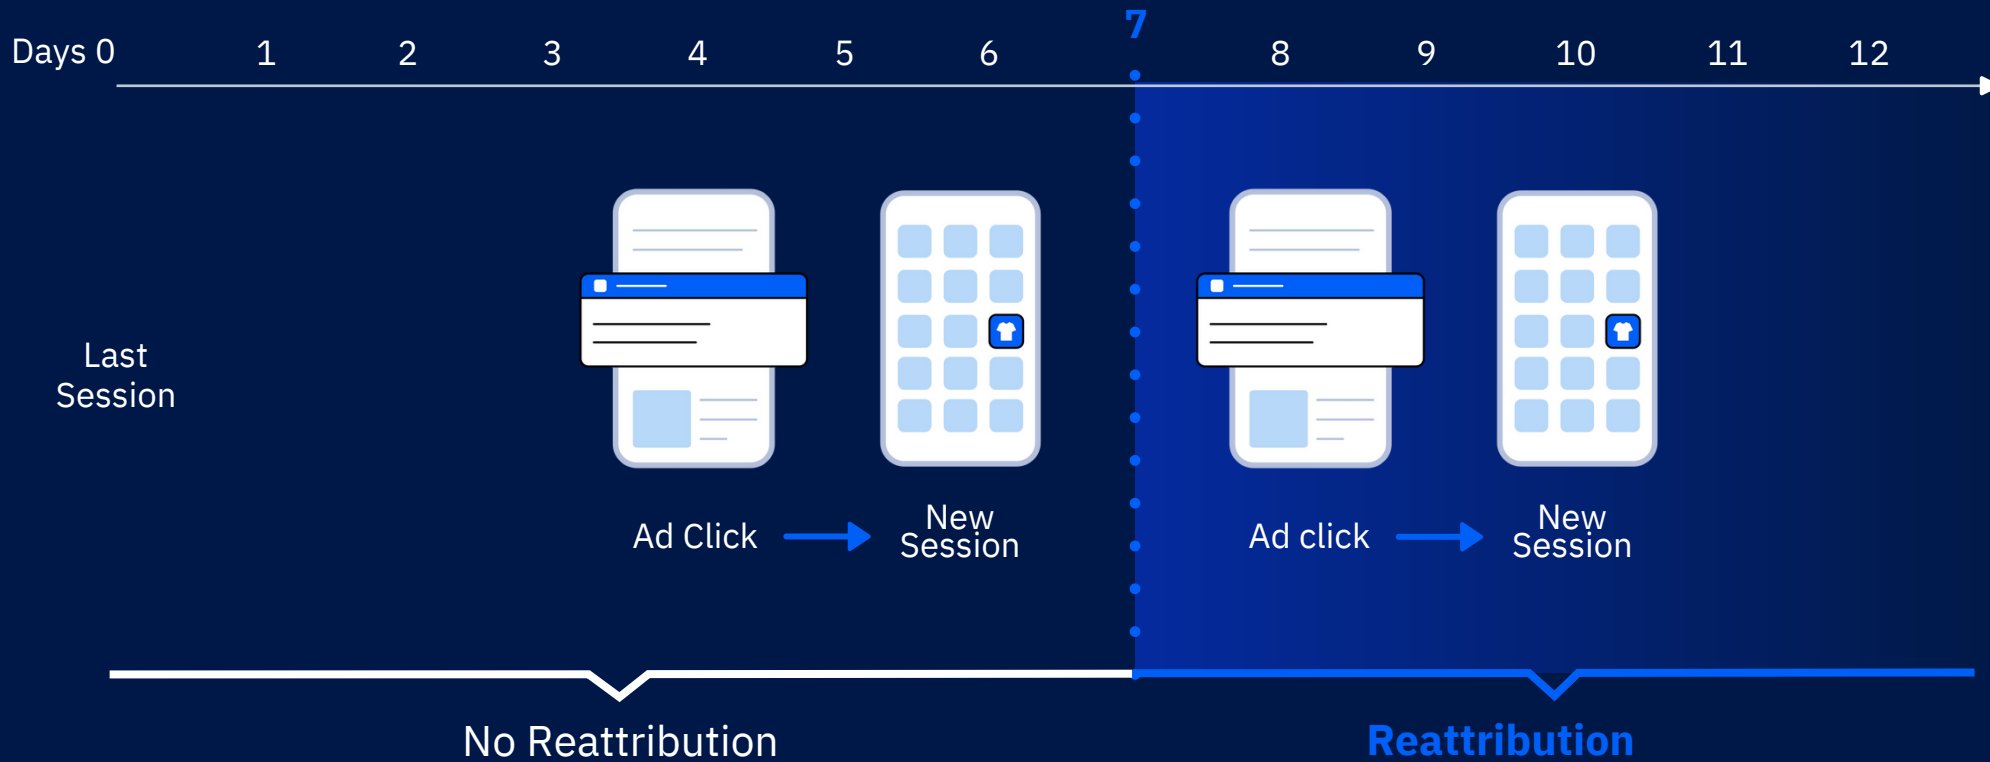 Days 0 1 2 3 4 5 6 7 8 9 10 11 12
Last
Session
Ad Click
New
Session
Ad click
New
Session
No Reattribution
Reattribution